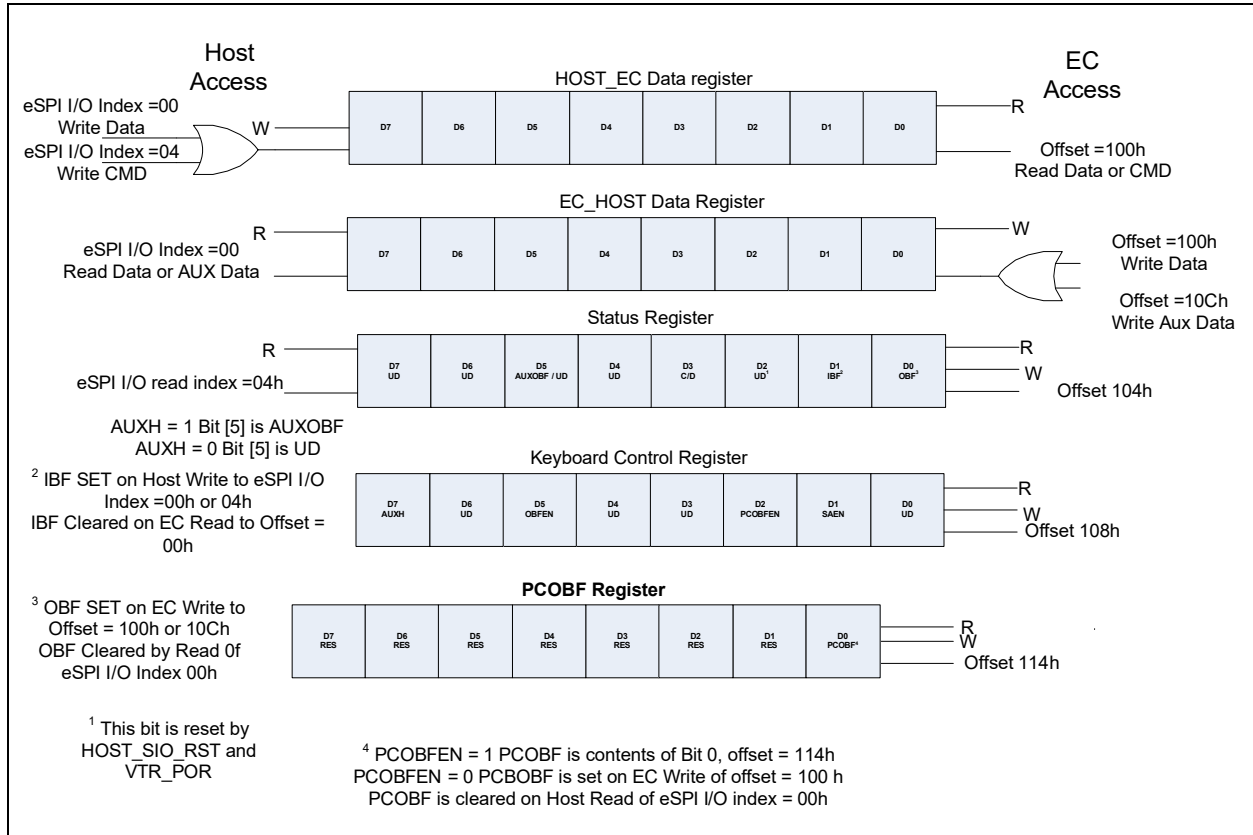 Host
Access
EC
Access
HOST_EC Data register
eSPI I/O Index =00
Write Data
eSPI I/O Index =04
Write CMD
W
D7 D6 D5 D4 D3 D2 D1 D0
R
Offset =100h
Read Data or CMD
EC_HOST Data Register
R
eSPI I/O Index =00
Read Data or AUX Data
D7 D6 D5 D4 D3 D2 D1 D0
W
Offset =100h
Write Data
Offset =10Ch
Write Aux Data
Status Register
R
eSPI I/O read index =04h
D7 D6 D5 D4 D3 D2 D1 D0
UD UD AUXOBF / UD UD C/D UD1 IBF2 OBF3
R
W
Offset 104h
AUXH = 1 Bit [5] is AUXOBF
AUXH = 0 Bit [5] is UD
Keyboard Control Register
2 IBF SET on Host Write to eSPI I/O
Index =00h or 04h
IBF Cleared on EC Read to Offset =
00h
D7 D6 D5 D4 D3 D2 D1 D0
AUXH UD OBFEN UD UD PCOBFEN SAEN UD
R
W
Offset 108h
PCOBF Register
3 OBF SET on EC Write to
Offset = 100h or 10Ch
OBF Cleared by Read 0f
eSPI I/O Index 00h
D7 D6 D5 D4 D3 D2 D1 D0
RES RES RES RES RES RES RES PCOBF4
R
W
Offset 114h
1 This bit is reset by
HOST_SIO_RST and
VTR_POR
4 PCOBFEN = 1 PCOBF is contents of Bit 0, offset = 114h
PCOBFEN = 0 PCBOBF is set on EC Write of offset = 100 h
PCOBF is cleared on Host Read of eSPI I/O index = 00h